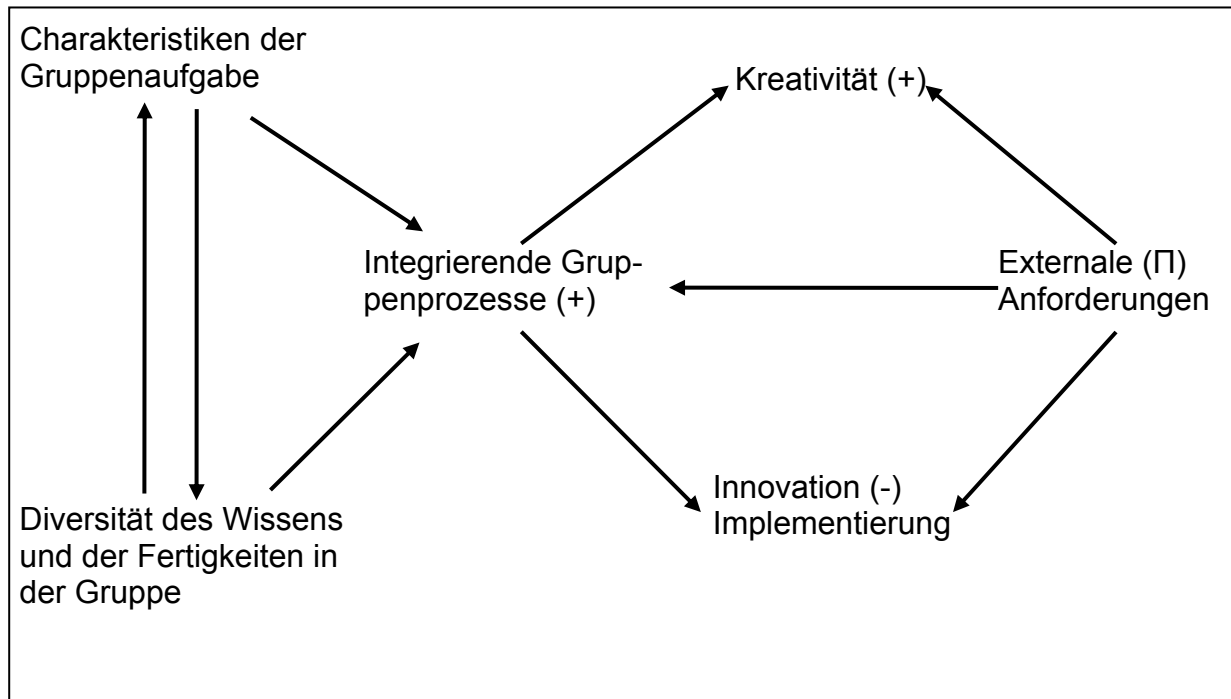 Charakteristiken der
Gruppenaufgabe
Kreativität (+)
Integrierende Grup-
penprozesse (+)
Externale (Π)
Anforderungen
Innovation (-)
Implementierung
Diversität des Wissens
und der Fertigkeiten in
der Gruppe